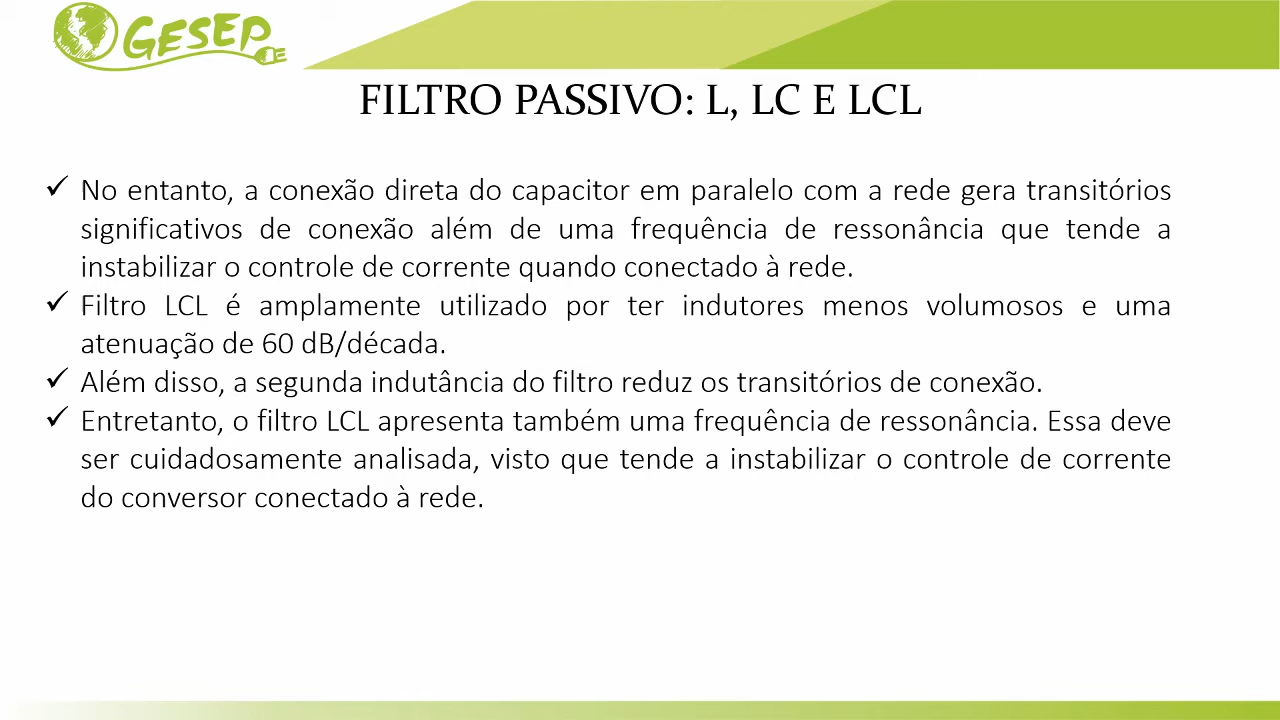 GESEP
FILTRO PASSIVO: L, LC E LCL
✓ No entanto, a conexão direta do capacitor em paralelo com a rede gera transitórios
significativos de conexão além de uma frequência de ressonância que tende a
instabilizar o controle de corrente quando conectado à rede.
✓ Filtro LCL é amplamente utilizado por ter indutores menos volumosos e uma
atenuação de 60 dB/década.
✓ Além disso, a segunda indutância do filtro reduz os transitórios de conexão.
✓ Entretanto, o filtro LCL apresenta também uma frequência de ressonância. Essa deve
ser cuidadosamente analisada, visto que tende a instabilizar o controle de corrente
do conversor conectado à rede.